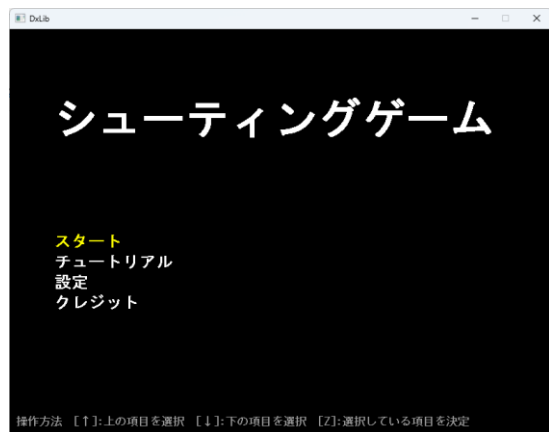 DxLib
シューティングゲーム
スタート
チュートリアル
設定
クレジット
操作方法 [↑]:上の項目を選択 [↓]:下の項目を選択 [Z]:選択している項目を決定